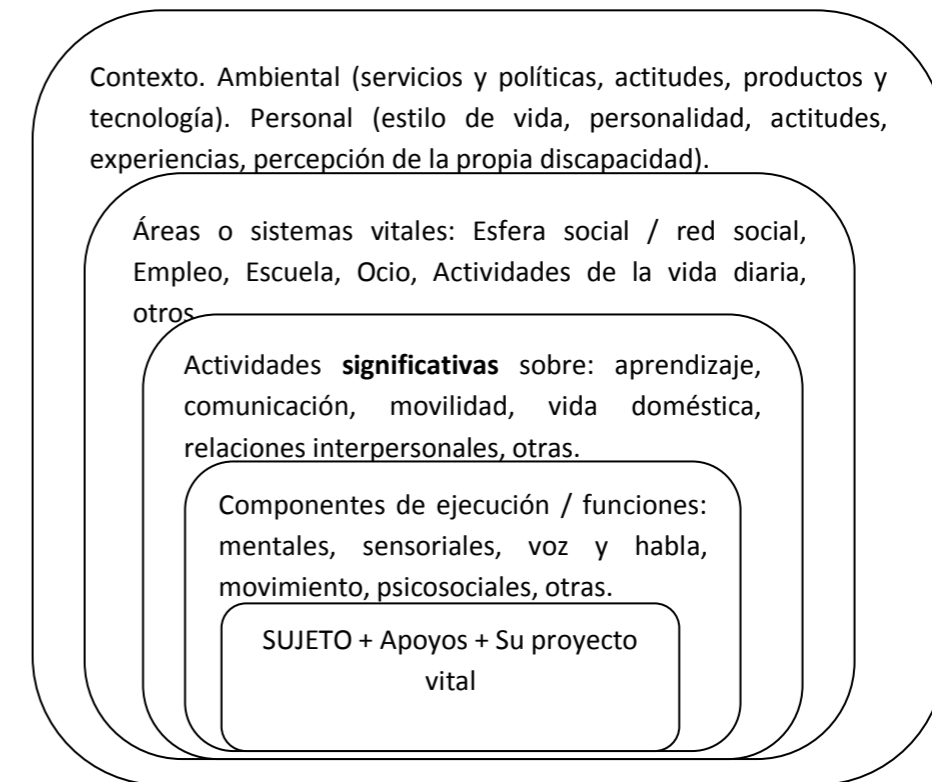 Contexto. Ambiental (servicios y políticas, actitudes, productos y
tecnología). Personal (estilo de vida, personalidad, actitudes,
experiencias, percepción de la propia discapacidad).
Áreas o sistemas vitales: Esfera social / red social,
Empleo, Escuela, Ocio, Actividades de la vida diaria,
otros
Actividades significativas sobre: aprendizaje,
comunicación, movilidad, vida doméstica,
relaciones interpersonales, otras.
Componentes de ejecución / funciones:
mentales, sensoriales, voz y habla,
movimiento, psicosociales, otras.
SUJETO + Apoyos + Su proyecto
vital